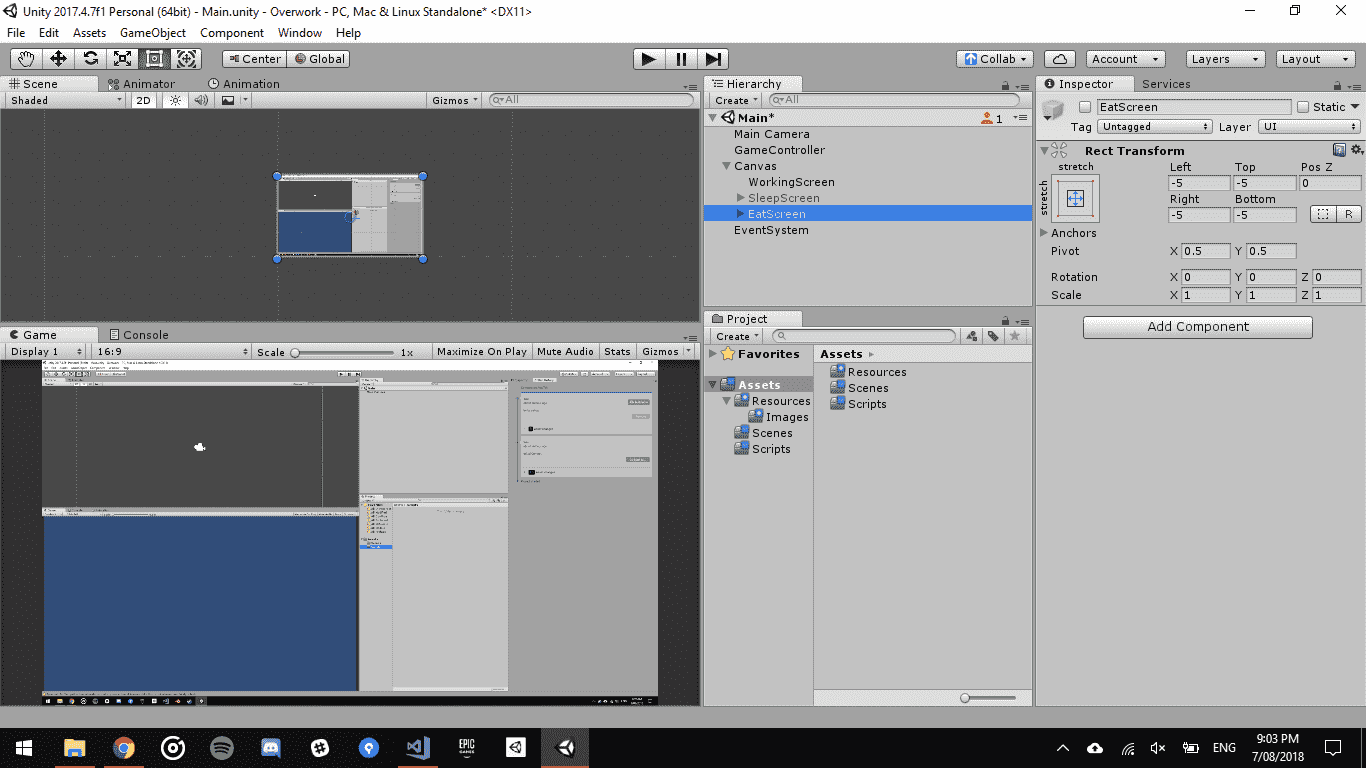 Unity 2017.4.7f1 Personal (64bit) - Main.unity - Overwork - PC, Mac & Linux Standalone* <DX11>
File Edit Assets GameObject Component Window Help
Center Global Collab Account Layers Layout
Scene Animator Animation
Shaded 2D Gizmos All
Hierarchy
Create All
Main* 1
Main Camera
GameController
Canvas
WorkingScreen
SleepScreen
EatScreen
EventSystem
Inspector Services
EatScreen Static
Tag Untagged Layer UI
Rect Transform
stretch Left Top Pos Z
stretch -5 -5 0
Right Bottom
-5 -5 R
Anchors
Pivot X 0.5 Y 0.5
Rotation X 0 Y 0 Z 0
Scale X 1 Y 1 Z 1
Add Component
Game Console
Display 1 16:9 Scale 1x Maximize On Play Mute Audio Stats Gizmos
Project
Create
Favorites
Assets
Resources
Images
Scenes
Scripts
Assets
Resources
Scenes
Scripts
EPIC GAMES
ENG
9:03 PM
7/08/2018